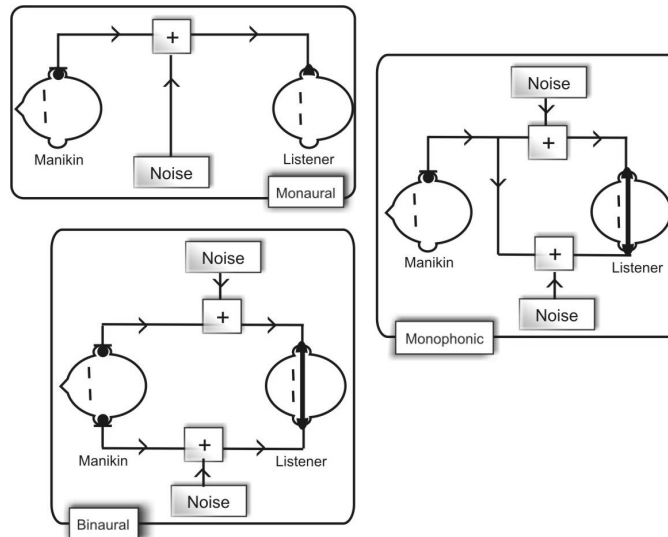 +
Manikin
Listener
Noise
Monaural
Noise
+
Manikin
Listener
+
Noise
Monophonic
Noise
+
Manikin
Listener
+
Noise
Binaural